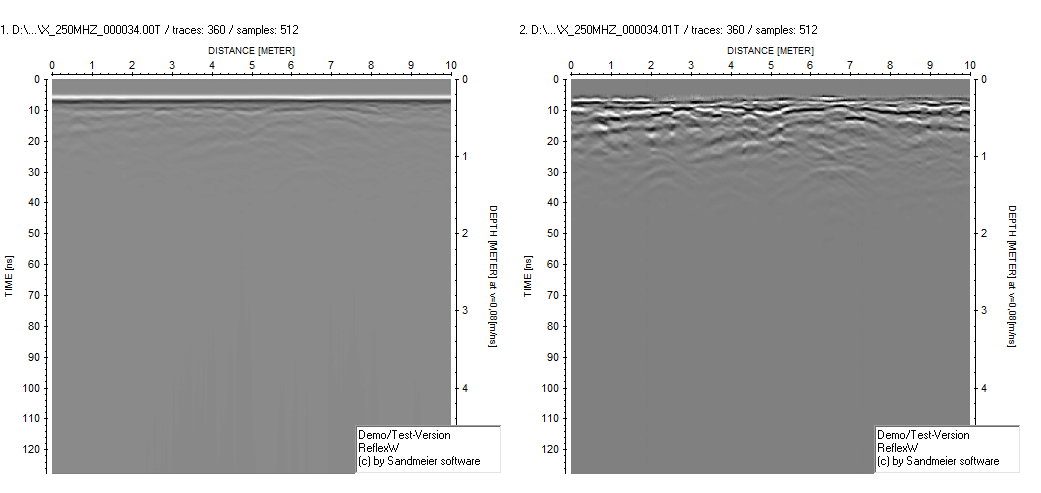 1. D:\...\X_250MHZ_000034.00T / traces: 360 / samples: 512
DISTANCE [METER]
0 1 2 3 4 5 6 7 8 9 10
0
10
20
30
40
50
60
70
80
90
100
110
120
TIME [ns]
0
1
2
3
4
DEPTH [METER] at v=0.08[m/ns]
Demo/Test-Version
ReflexW
(c) by Sandmeier software
2. D:\...\X_250MHZ_000034.01T / traces: 360 / samples: 512
DISTANCE [METER]
0 1 2 3 4 5 6 7 8 9 10
0
10
20
30
40
50
60
70
80
90
100
110
120
TIME [ns]
0
1
2
3
4
DEPTH [METER] at v=0.08[m/ns]
Demo/Test-Version
ReflexW
(c) by Sandmeier software